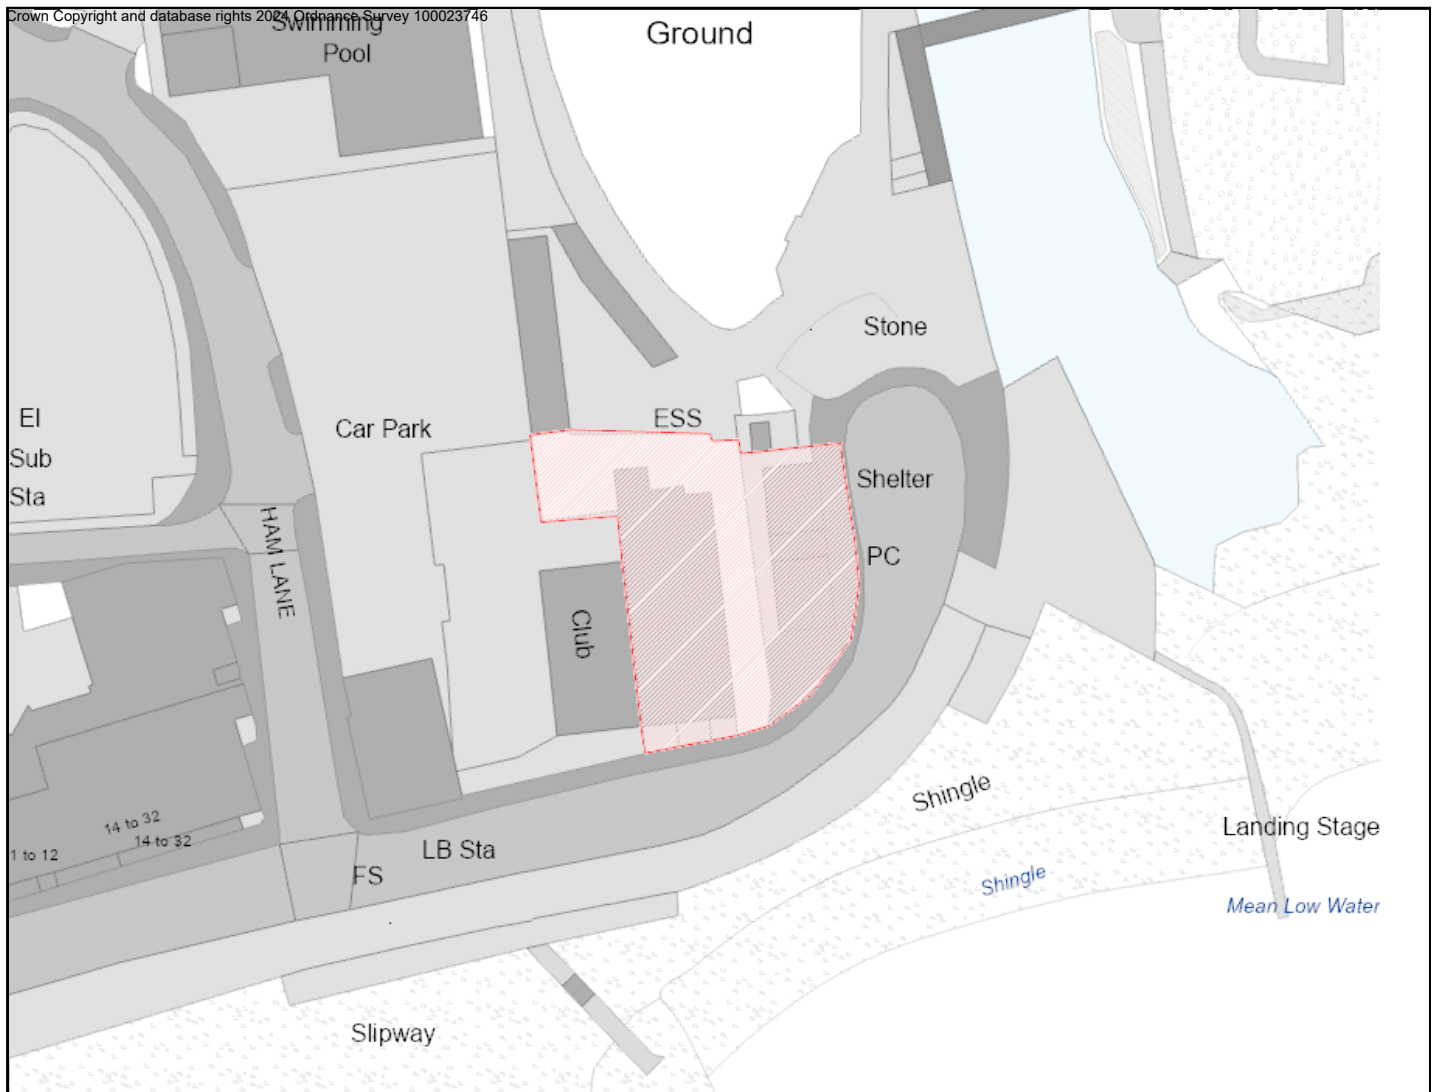 Crown Copyright and database rights 2024 Ordnance Survey 100023746
Swimming
Pool
Ground
Stone
Car Park
ESS
El
Sub
Sta
Shelter
HAM LANE
PC
Club
Shingle
14 to 32
14 to 32
1 to 12
LB Sta
FS
Landing Stage
Shingle
Mean Low Water
Slipway